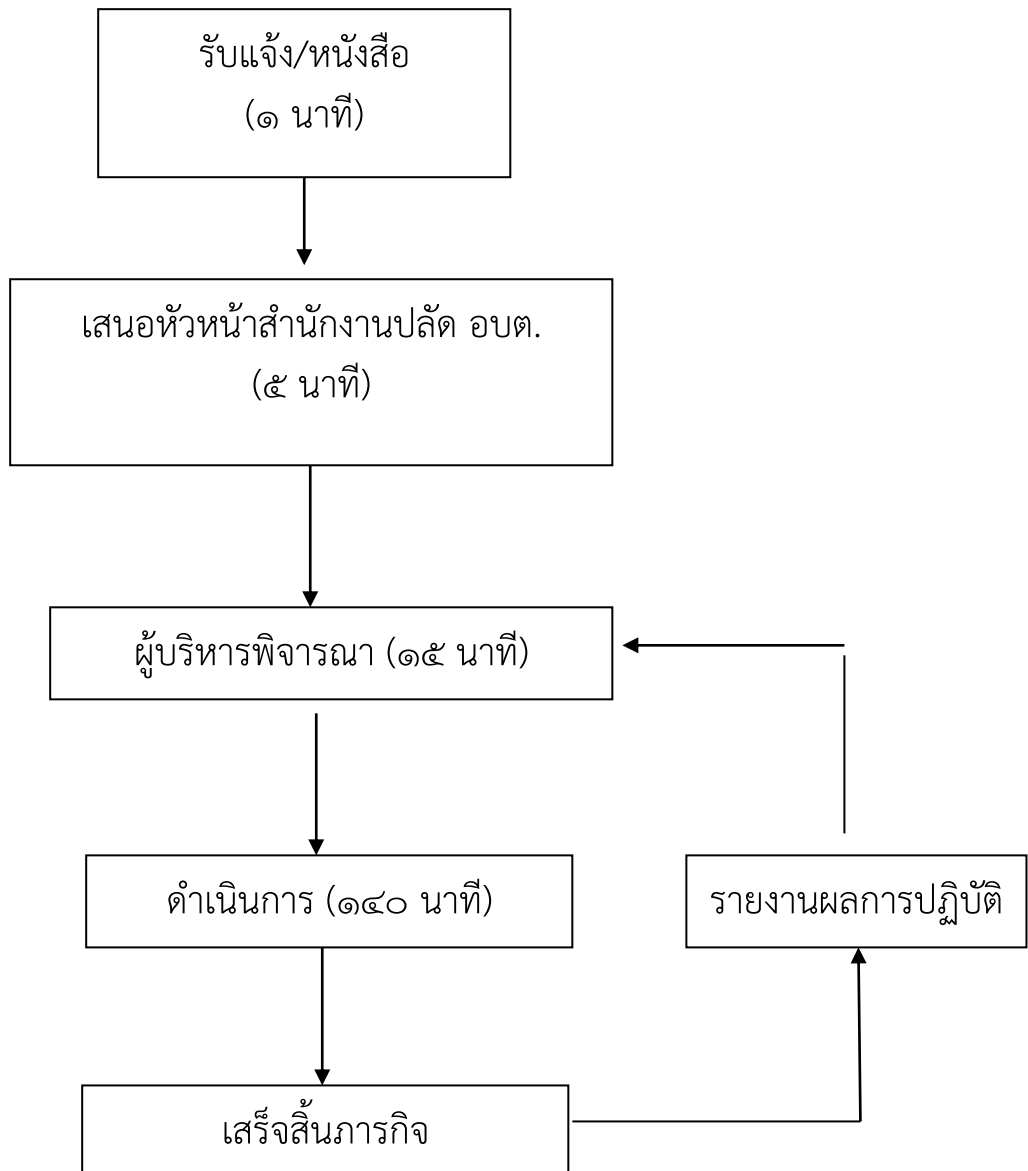 รับแจ้ง/หนังสือ
(๑ นาที)
เสนอหัวหน้าสำนักงานปลัด อบต.
(๕ นาที)
ผู้บริหารพิจารณา (๑๕ นาที)
ดำเนินการ (๑๔๐ นาที)
รายงานผลการปฏิบัติ
เสร็จสิ้นภารกิจ